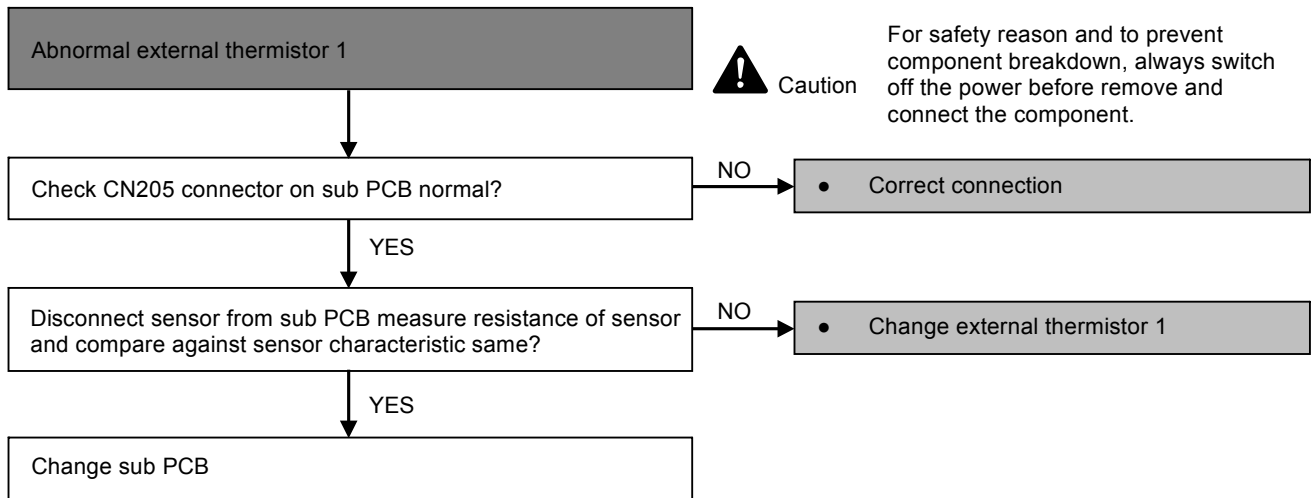 Abnormal external thermistor 1
Caution
For safety reason and to prevent
component breakdown, always switch
off the power before remove and
connect the component.
Check CN205 connector on sub PCB normal?
NO
● Correct connection
YES
Disconnect sensor from sub PCB measure resistance of sensor
and compare against sensor characteristic same?
NO
● Change external thermistor 1
YES
Change sub PCB